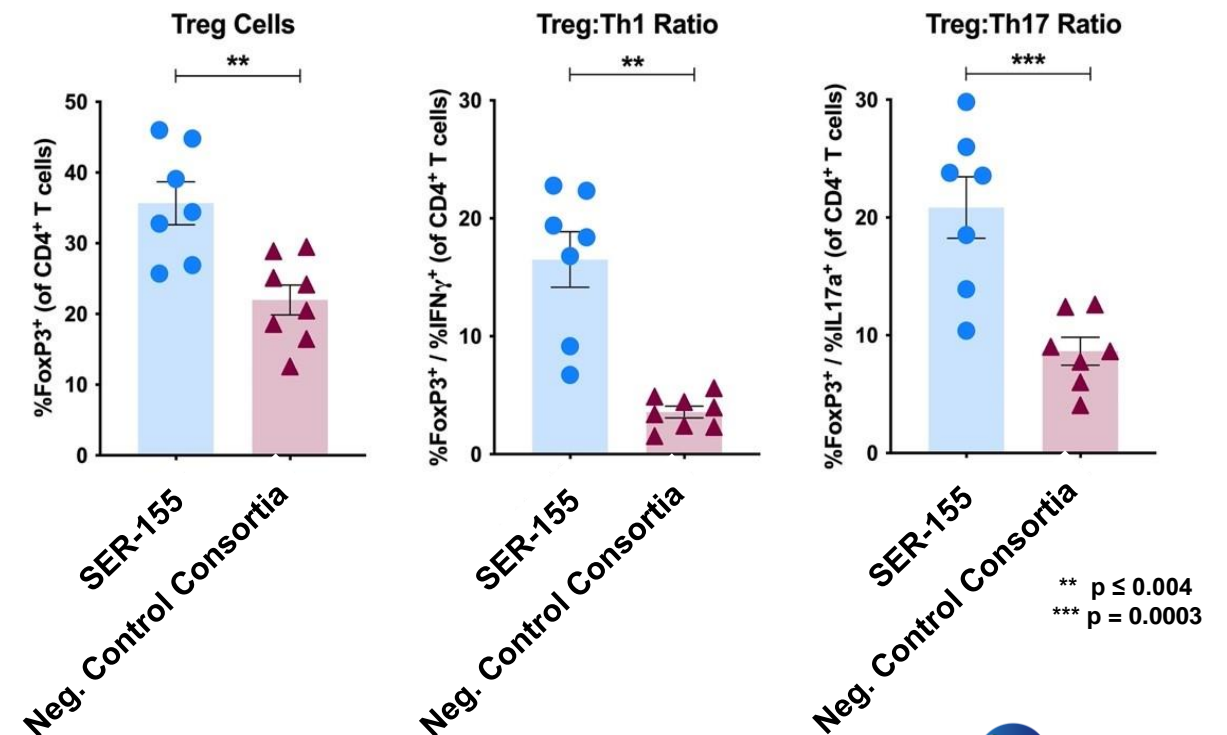 Treg Cells
**
%FoxP3⁺ (of CD4⁺ T cells)
50
40
30
20
10
0
SER-155
Neg. Control Consortia
Treg:Th1 Ratio
**
%FoxP3⁺ / %IFNγ⁺ (of CD4⁺ T cells)
30
20
10
0
SER-155
Neg. Control Consortia
Treg:Th17 Ratio
***
%FoxP3⁺ / %IL17a⁺ (of CD4⁺ T cells)
30
20
10
0
SER-155
Neg. Control Consortia
** p ≤ 0.004
*** p = 0.0003